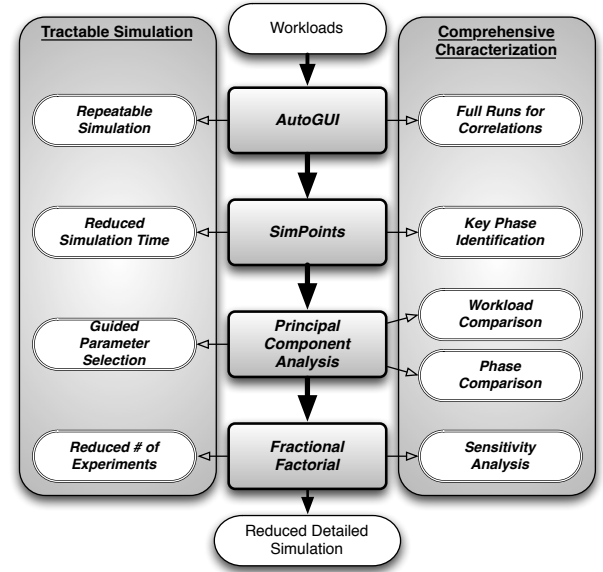 Tractable Simulation
Workloads
Comprehensive
Characterization
Repeatable
Simulation
AutoGUI
Full Runs for
Correlations
Reduced
Simulation Time
SimPoints
Key Phase
Identification
Guided
Parameter
Selection
Principal
Component
Analysis
Workload
Comparison
Phase
Comparison
Reduced # of
Experiments
Fractional
Factorial
Sensitivity
Analysis
Reduced Detailed
Simulation